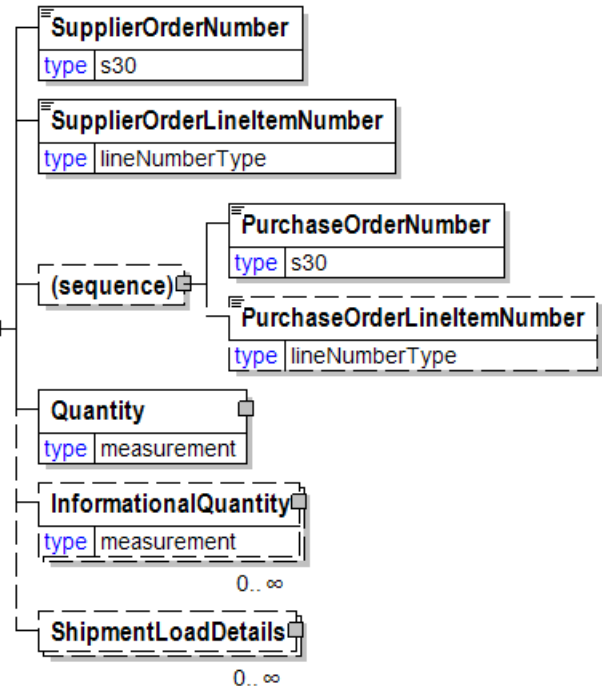 SupplierOrderNumber
type s30
SupplierOrderLineItemNumber
type lineNumberType
PurchaseOrderNumber
type s30
(sequence)
PurchaseOrderLineItemNumber
type lineNumberType
Quantity
type measurement
InformationalQuantity
type measurement
0.. ∞
ShipmentLoadDetails
0.. ∞